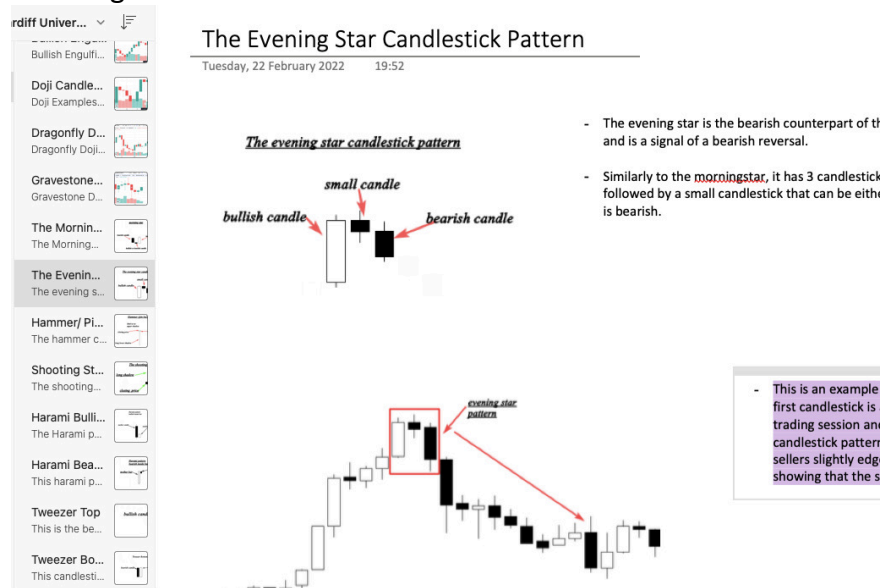 rdiff Univer...
Bullish Engulfi...
Doji Candle...
Doji Examples...
Dragonfly D...
Dragonfly Doji...
Gravestone...
Gravestone D...
The Mornin...
The Morning...
The Evenin...
The evening s...
Hammer/ Pi...
The hammer c...
Shooting St...
The shooting...
Harami Bulli...
The Harami p...
Harami Bea...
This harami p...
Tweezer Top
This is the be...
Tweezer Bo...
This candlesti...
The Evening Star Candlestick Pattern
Tuesday, 22 February 2022 19:52
The evening star candlestick pattern
small candle
bullish candle
bearish candle
- The evening star is the bearish counterpart of th
and is a signal of a bearish reversal.
- Similarly to the morningstar, it has 3 candlestick
followed by a small candlestick that can be eithe
is bearish.
evening star
pattern
- This is an example
first candlestick is
trading session and
candlestick pattern
sellers slightly edge
showing that the s